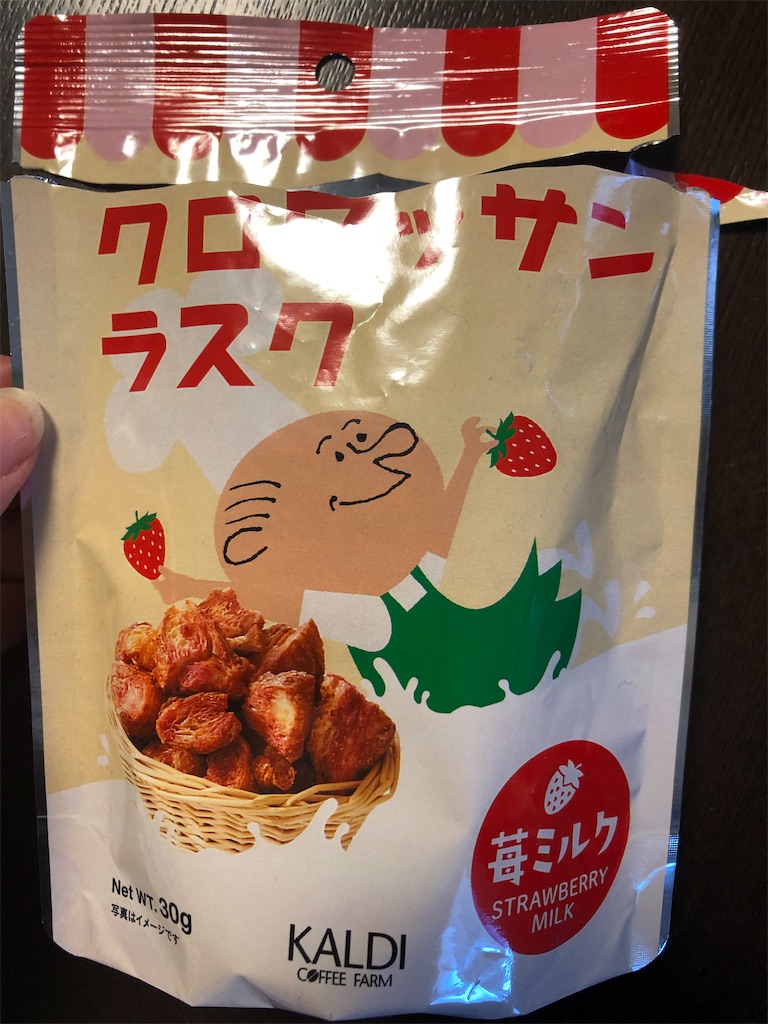 クロワッサン
ラスク
苺ミルク
STRAWBERRY
MILK
Net WT. 30g
写真はイメージです
KALDI
COFFEE FARM